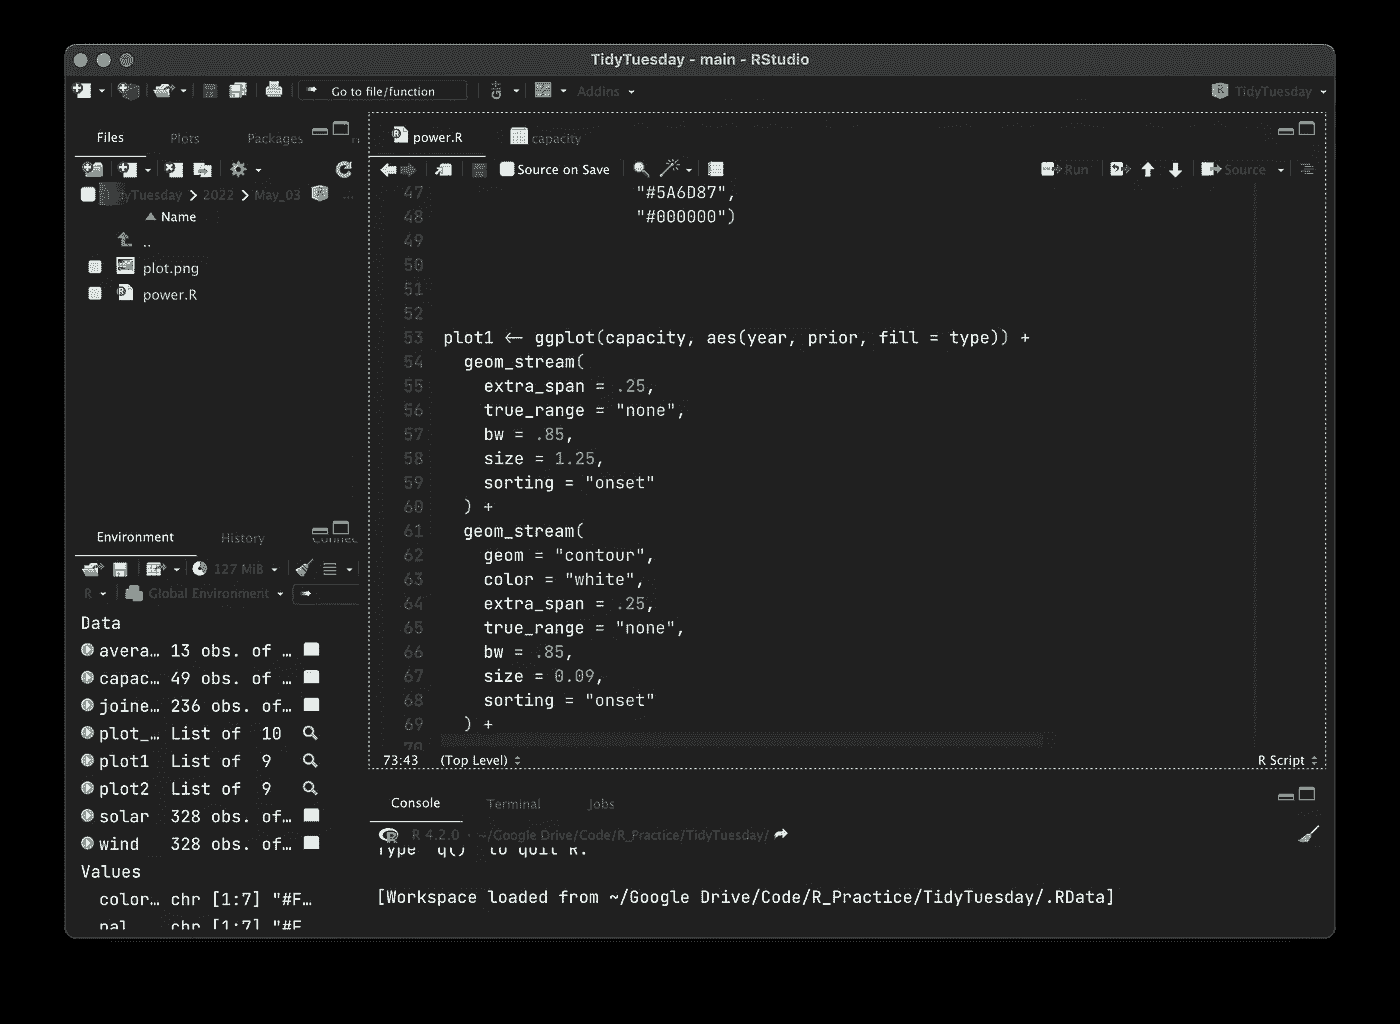 TidyTuesday - main - RStudio
Go to file/function
Addins
TidyTuesday
Files
Plots
Packages
2022
May_03
Name
..
plot.png
power.R
power.R
capacity
Source on Save
Run
Source
47 "#5A6D87",
48 "#000000")
49
50
51
52
53 plot1 <- ggplot(capacity, aes(year, prior, fill = type)) +
54 geom_stream(
55 extra_span = .25,
56 true_range = "none",
57 bw = .85,
58 size = 1.25,
59 sorting = "onset"
60 ) +
61 geom_stream(
62 geom = "contour",
63 color = "white",
64 extra_span = .25,
65 true_range = "none",
66 bw = .85,
67 size = 0.09,
68 sorting = "onset"
69 ) +
70
73:43 (Top Level)
R Script
Environment
History
127 MiB
R
Global Environment
Data
avera… 13 obs. of …
capac… 49 obs. of …
joine… 236 obs. of…
plot_… List of 10
plot1 List of 9
plot2 List of 9
solar 328 obs. of…
wind 328 obs. of…
Values
color… chr [1:7] "#F…
pal chr [1:7] "#F
Console
Terminal
Jobs
R 4.2.0 · ~/Google Drive/Code/R_Practice/TidyTuesday/
Type 'q()' to quit R.
[Workspace loaded from ~/Google Drive/Code/R_Practice/TidyTuesday/.RData]